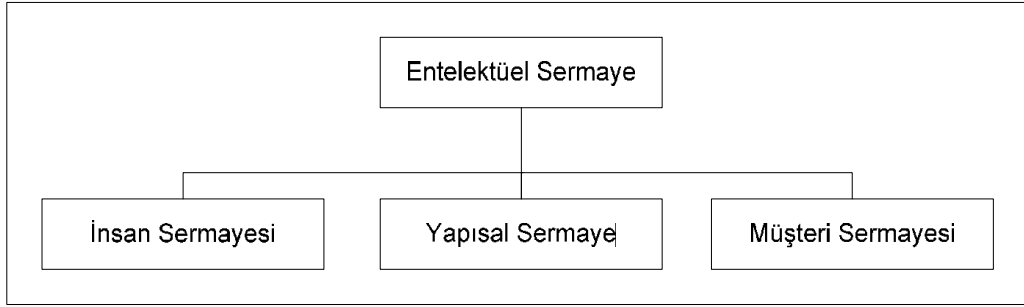 Entelektüel Sermaye
İnsan Sermayesi
Yapısal Sermaye
Müşteri Sermayesi